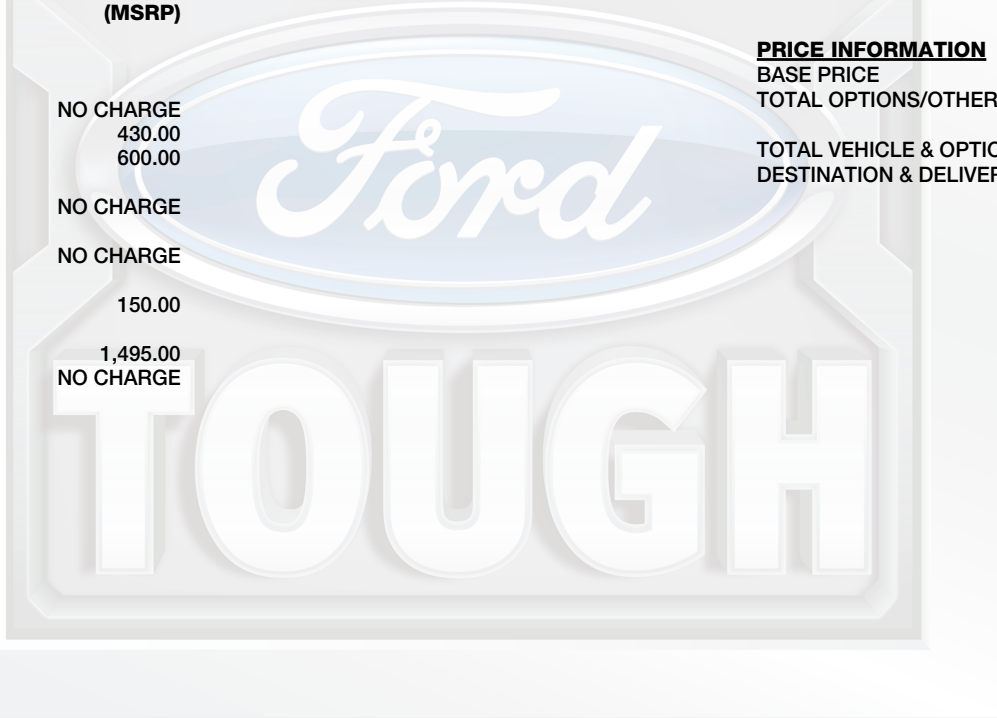 (MSRP)
NO CHARGE
430.00
600.00
NO CHARGE
NO CHARGE
150.00
1,495.00
NO CHARGE
PRICE INFORMATION
BASE PRICE
TOTAL OPTIONS/OTHER
TOTAL VEHICLE & OPTIO
DESTINATION & DELIVER
Ford
TOUGH